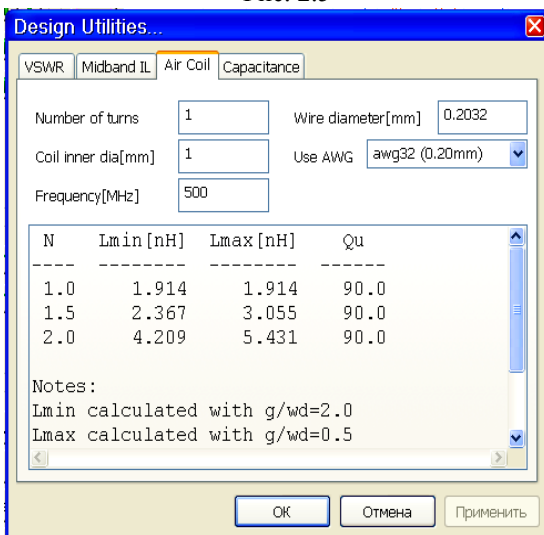 Design Utilities...
VSWR Midband IL Air Coil Capacitance
Number of turns 1 Wire diameter[mm] 0.2032
Coil inner dia[mm] 1 Use AWG awg32 (0.20mm)
Frequency[MHz] 500
N Lmin[nH] Lmax[nH] Qu
---- -------- -------- ------
1.0 1.914 1.914 90.0
1.5 2.367 3.055 90.0
2.0 4.209 5.431 90.0
Notes:
Lmin calculated with g/wd=2.0
Lmax calculated with g/wd=0.5
ОК Отмена Применить